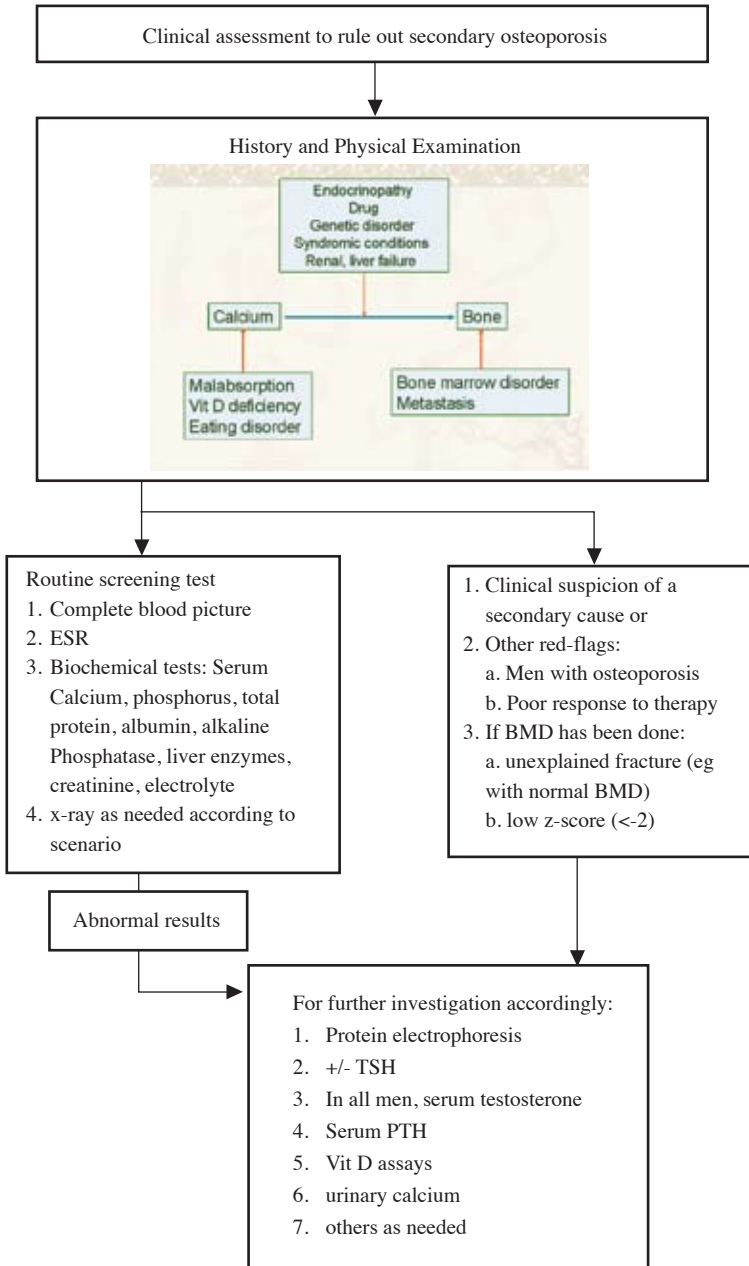 Clinical assessment to rule out secondary osteoporosis
History and Physical Examination
Endocrinopathy
Drug
Genetic disorder
Syndromic conditions
Renal, liver failure
Calcium
Bone
Malabsorption
Vit D deficiency
Eating disorder
Bone marrow disorder
Metastasis
Routine screening test
1. Complete blood picture
2. ESR
3. Biochemical tests: Serum
Calcium, phosphorus, total
protein, albumin, alkaline
Phosphatase, liver enzymes,
creatinine, electrolyte
4. x-ray as needed according to
scenario
1. Clinical suspicion of a
secondary cause or
2. Other red-flags:
a. Men with osteoporosis
b. Poor response to therapy
3. If BMD has been done:
a. unexplained fracture (eg
with normal BMD)
b. low z-score (<-2)
Abnormal results
For further investigation accordingly:
1. Protein electrophoresis
2. +/- TSH
3. In all men, serum testosterone
4. Serum PTH
5. Vit D assays
6. urinary calcium
7. others as needed